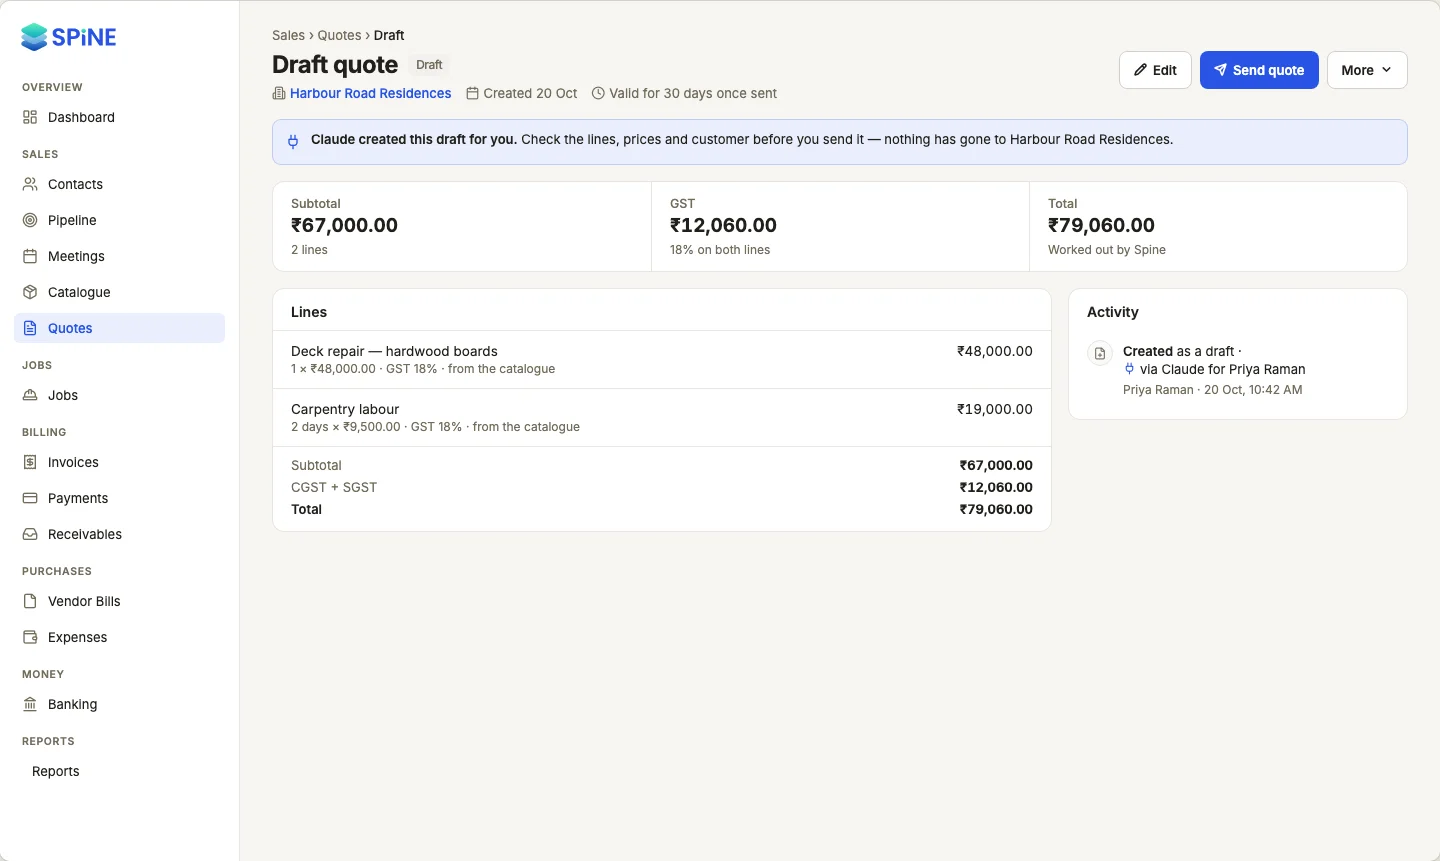 SPiNE
OVERVIEW
Dashboard
SALES
Contacts
Pipeline
Meetings
Catalogue
Quotes
JOBS
Jobs
BILLING
Invoices
Payments
Receivables
PURCHASES
Vendor Bills
Expenses
MONEY
Banking
REPORTS
Reports
Sales › Quotes › Draft
Draft quote Draft
Harbour Road Residences Created 20 Oct Valid for 30 days once sent
Edit Send quote More
Claude created this draft for you. Check the lines, prices and customer before you send it — nothing has gone to Harbour Road Residences.
Subtotal
₹67,000.00
2 lines
GST
₹12,060.00
18% on both lines
Total
₹79,060.00
Worked out by Spine
Lines
Deck repair — hardwood boards ₹48,000.00
1 × ₹48,000.00 · GST 18% · from the catalogue
Carpentry labour ₹19,000.00
2 days × ₹9,500.00 · GST 18% · from the catalogue
Subtotal ₹67,000.00
CGST + SGST ₹12,060.00
Total ₹79,060.00
Activity
Created as a draft ·
via Claude for Priya Raman
Priya Raman · 20 Oct, 10:42 AM